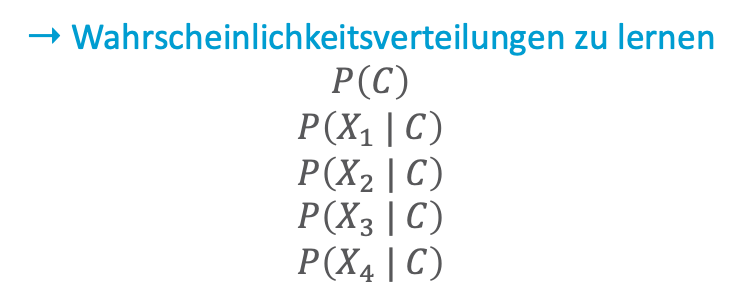 → Wahrscheinlichkeitsverteilungen zu lernen
P(C)
P(X₁ | C)
P(X₂ | C)
P(X₃ | C)
P(X₄ | C)